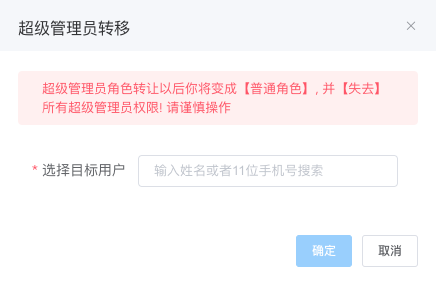 超级管理员转移
超级管理员角色转让以后你将变成【普通角色】, 并【失去】
所有超级管理员权限! 请谨慎操作
* 选择目标用户
输入姓名或者11位手机号搜索
确定
取消